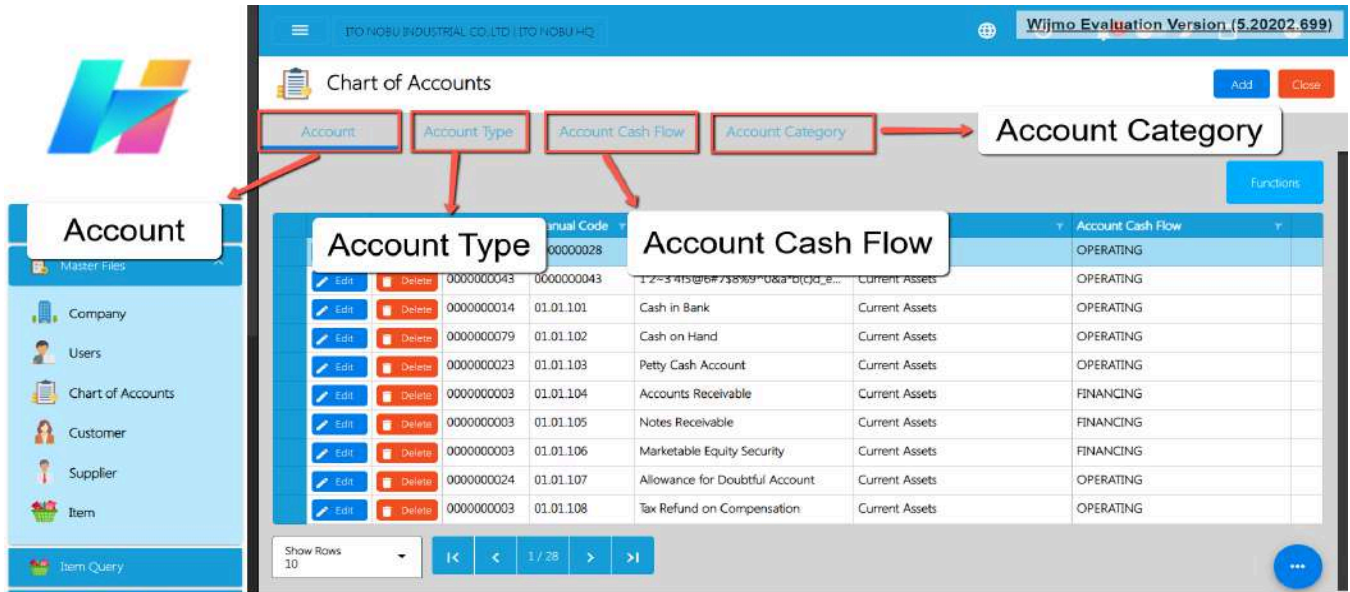 ITO NOBU INDUSTRIAL CO.,LTD | ITO NOBU HQ
Wijmo Evaluation Version (5.20202.699)
Chart of Accounts
Add
Close
Account
Account Type
Account Cash Flow
Account Category
Account Category
Functions
Account
Account Type
Account Cash Flow
Manual Code
Account Cash Flow
Master Files
Company
Users
Chart of Accounts
Customer
Supplier
Item
Item Query
OPERATING
Edit Delete 0000000043 0000000043 Current Assets OPERATING
Edit Delete 0000000014 01.01.101 Cash in Bank Current Assets OPERATING
Edit Delete 0000000079 01.01.102 Cash on Hand Current Assets OPERATING
Edit Delete 0000000023 01.01.103 Petty Cash Account Current Assets OPERATING
Edit Delete 0000000003 01.01.104 Accounts Receivable Current Assets FINANCING
Edit Delete 0000000003 01.01.105 Notes Receivable Current Assets FINANCING
Edit Delete 0000000003 01.01.106 Marketable Equity Security Current Assets FINANCING
Edit Delete 0000000024 01.01.107 Allowance for Doubtful Account Current Assets OPERATING
Edit Delete 0000000003 01.01.108 Tax Refund on Compensation Current Assets OPERATING
Show Rows
10
1 / 28